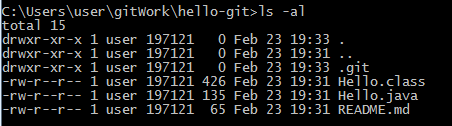 C:\Users\user\gitWork\hello-git>ls -al
total 15
drwxr-xr-x 1 user 197121   0 Feb 23 19:33 .
drwxr-xr-x 1 user 197121   0 Feb 23 19:31 ..
drwxr-xr-x 1 user 197121   0 Feb 23 19:33 .git
-rw-r--r-- 1 user 197121 426 Feb 23 19:31 Hello.class
-rw-r--r-- 1 user 197121 135 Feb 23 19:31 Hello.java
-rw-r--r-- 1 user 197121  65 Feb 23 19:31 README.md